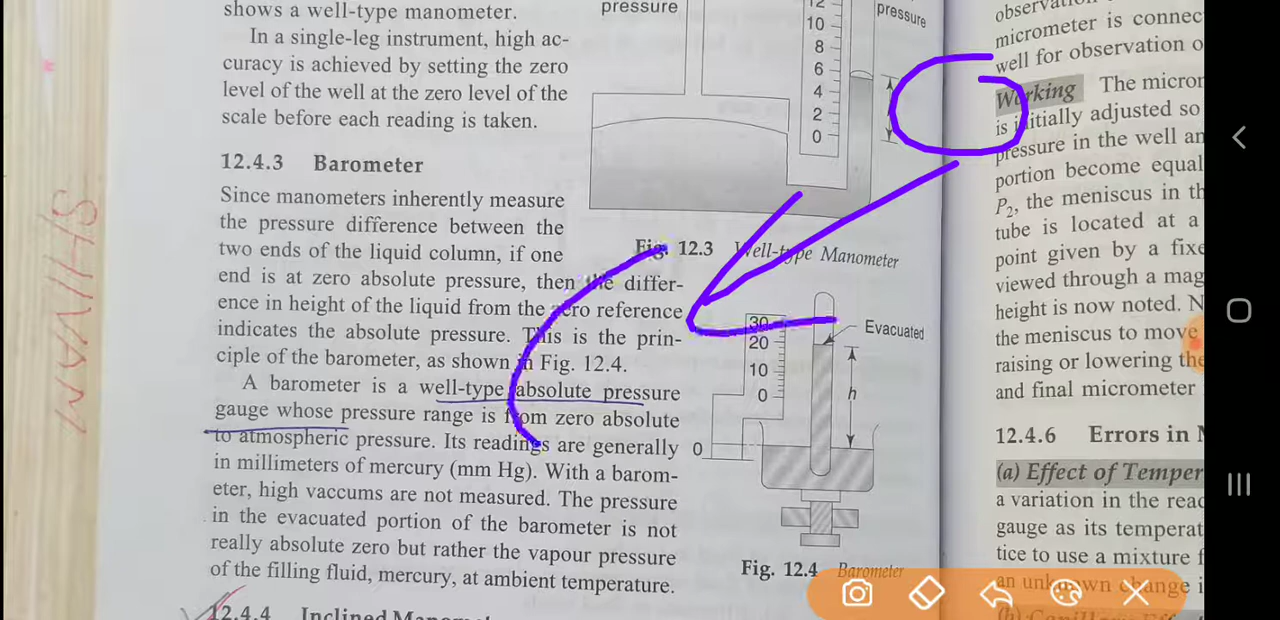 shows a well-type manometer.
In a single-leg instrument, high ac-
curacy is achieved by setting the zero
level of the well at the zero level of the
scale before each reading is taken.
12.4.3 Barometer
Since manometers inherently measure
the pressure difference between the
two ends of the liquid column, if one
end is at zero absolute pressure, then the differ-
ence in height of the liquid from the zero reference
indicates the absolute pressure. This is the prin-
ciple of the barometer, as shown in Fig. 12.4.
A barometer is a well-type absolute pressure
gauge whose pressure range is from zero absolute
to atmospheric pressure. Its readings are generally
in millimeters of mercury (mm Hg). With a barom-
eter, high vaccums are not measured. The pressure
in the evacuated portion of the barometer is not
really absolute zero but rather the vapour pressure
of the filling fluid, mercury, at ambient temperature.
12.4.4 Inclined
SHIVAM
pressure
12
10
8
6
4
2
0
pressure
Fig. 12.3 Well-type Manometer
30
20
10
0
0
Evacuated
h
Fig. 12.4 Barometer
micrometer is connec
well for observation o
Working The micror
is initially adjusted so
pressure in the well an
portion become equal
P2, the meniscus in th
tube is located at a
point given by a fixe
viewed through a mag
height is now noted. N
the meniscus to move
raising or lowering the
and final micrometer
12.4.6 Errors in
(a) Effect of Temper
a variation in the read
gauge as its temperat
tice to use a mixture f
an unknown change i